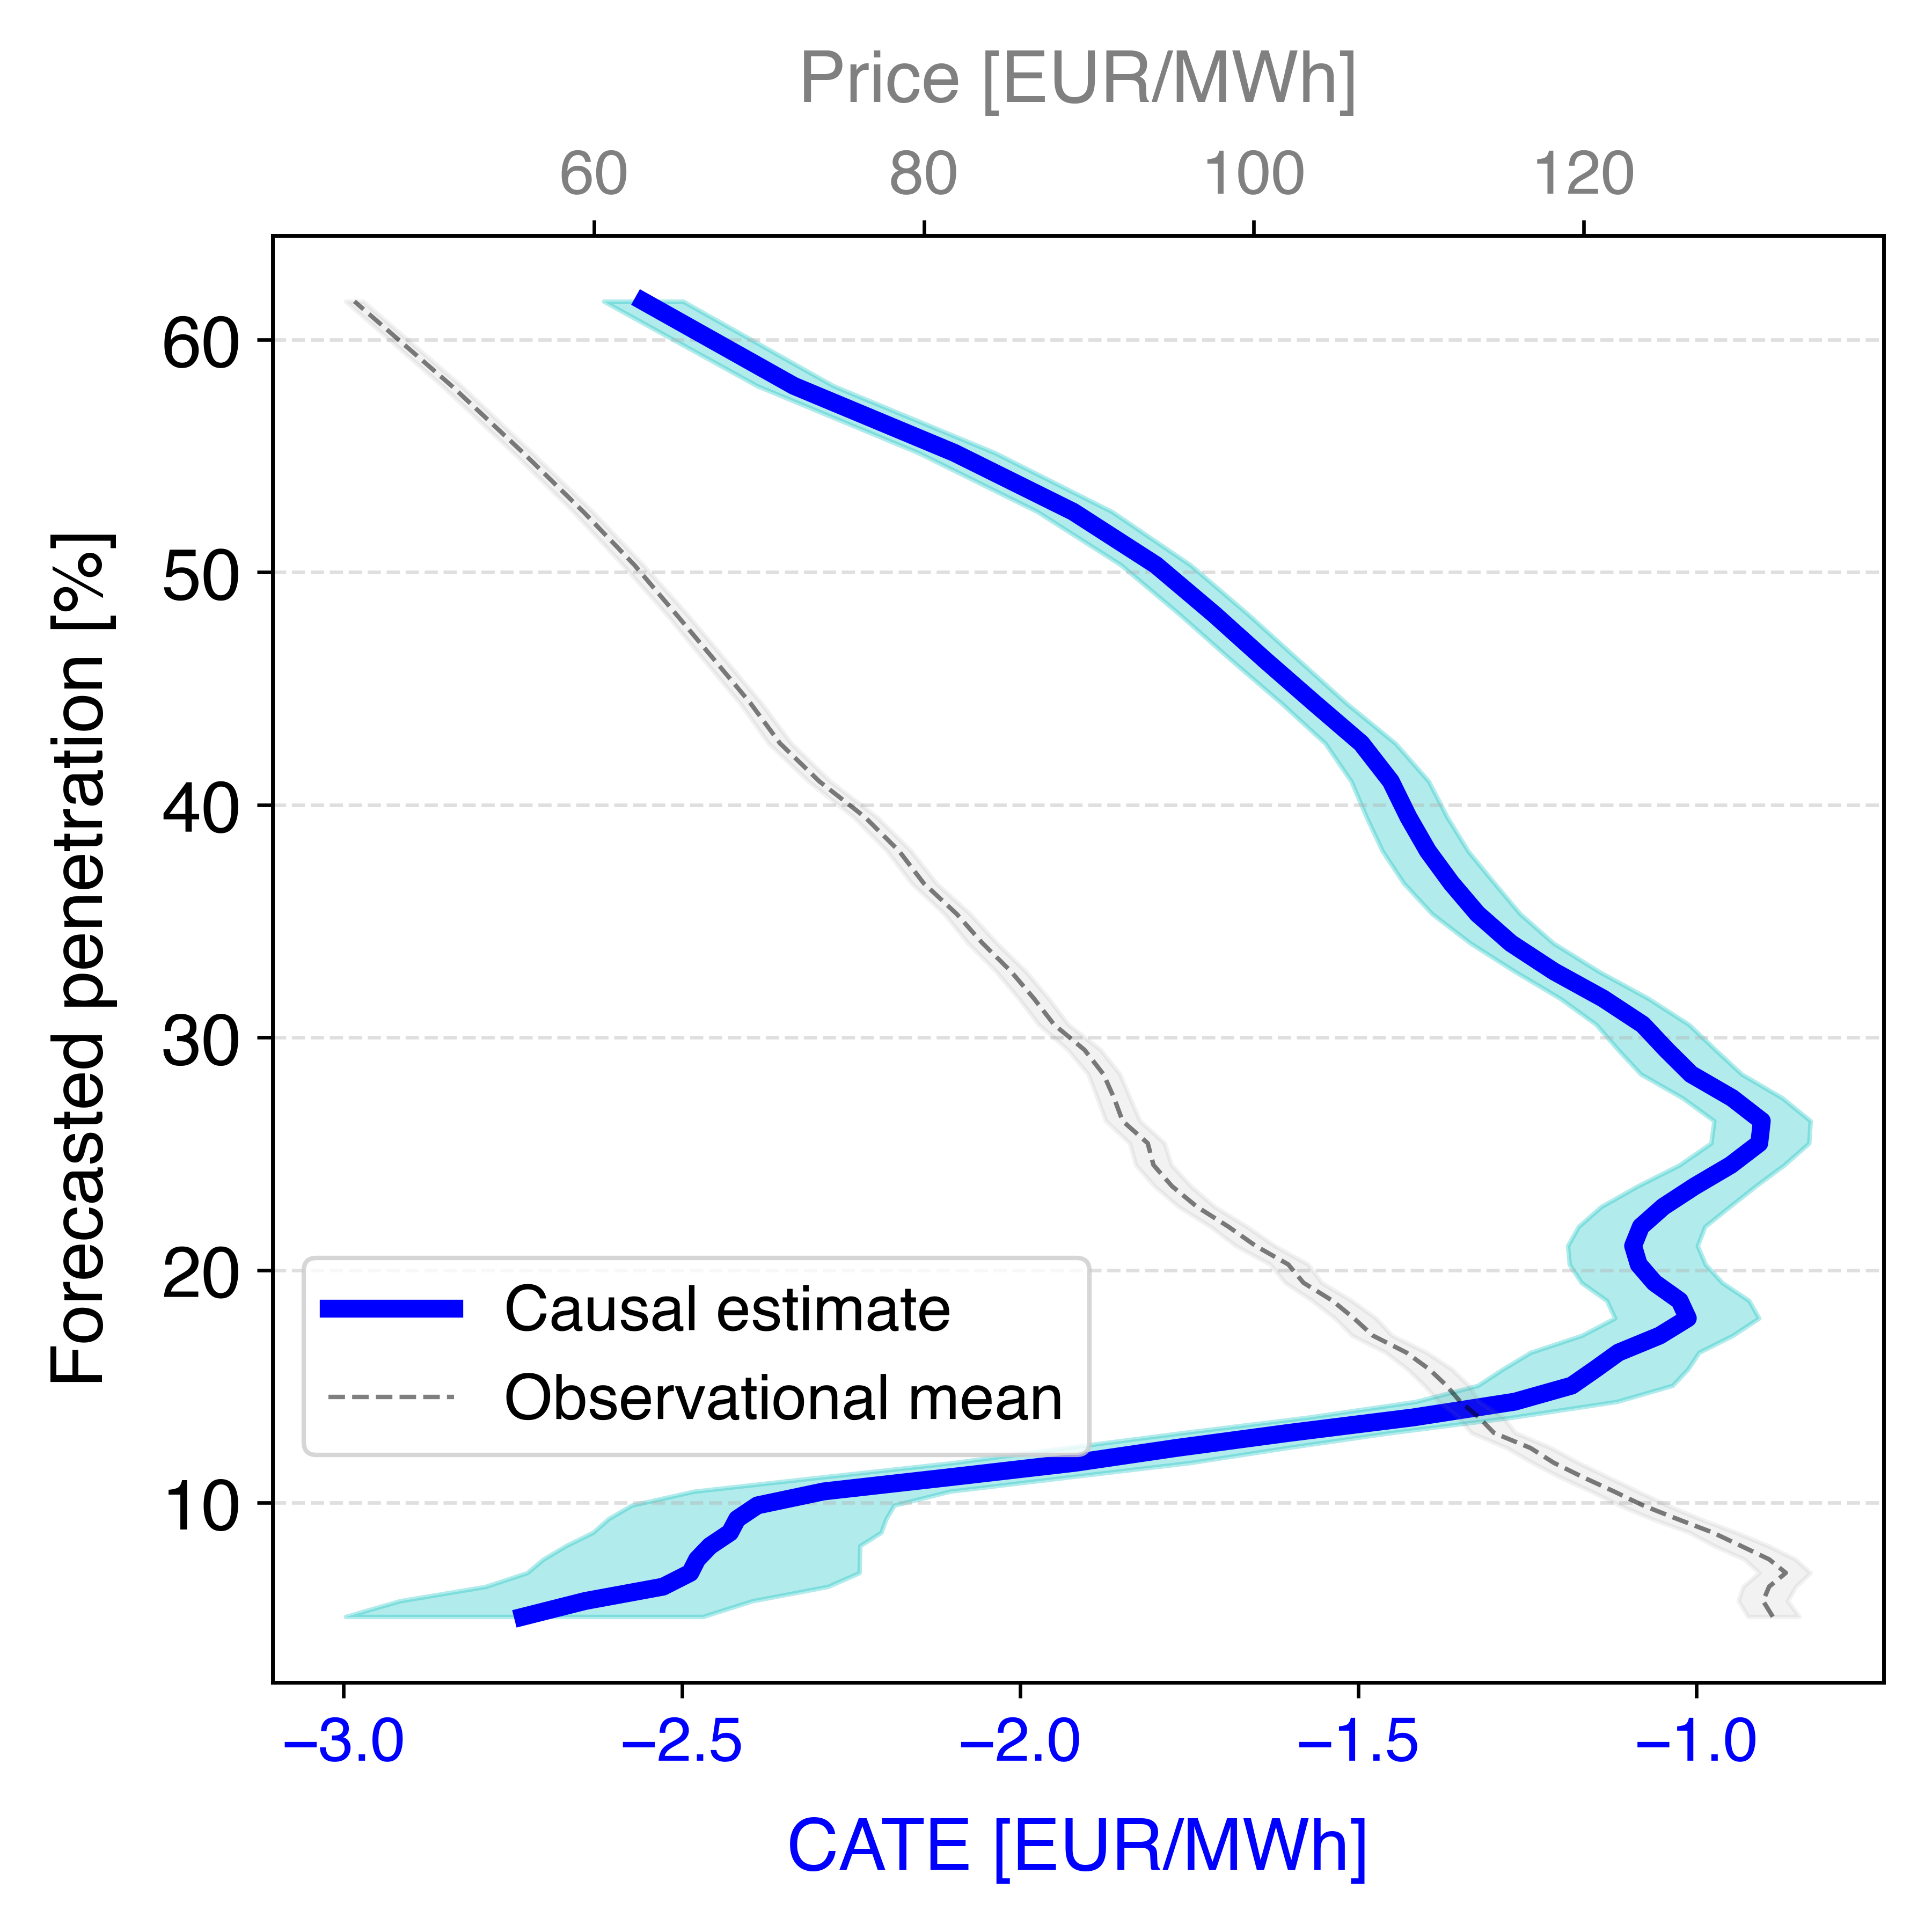 Price [EUR/MWh]
60 80 100 120
Forecasted penetration [%]
60
50
40
30
20
10
Causal estimate
Observational mean
−3.0 −2.5 −2.0 −1.5 −1.0
CATE [EUR/MWh]